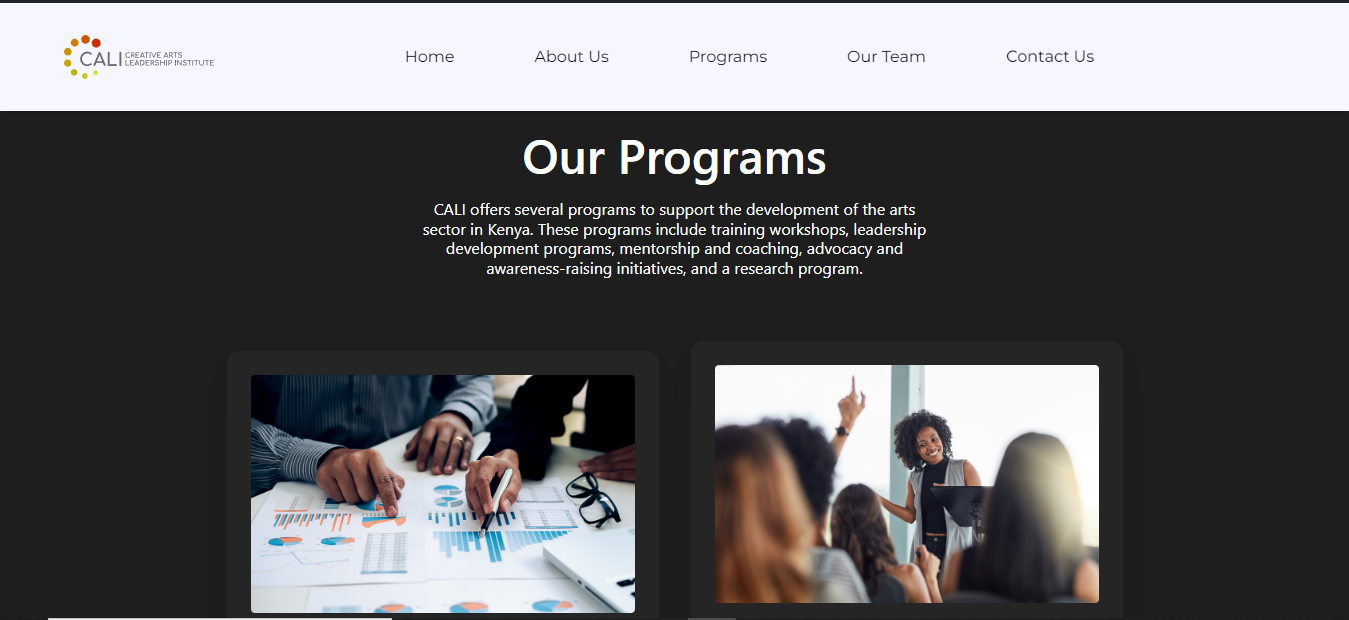 CALI
CREATIVE ARTS
LEADERSHIP INSTITUTE
Home
About Us
Programs
Our Team
Contact Us
Our Programs
CALI offers several programs to support the development of the arts
sector in Kenya. These programs include training workshops, leadership
development programs, mentorship and coaching, advocacy and
awareness-raising initiatives, and a research program.